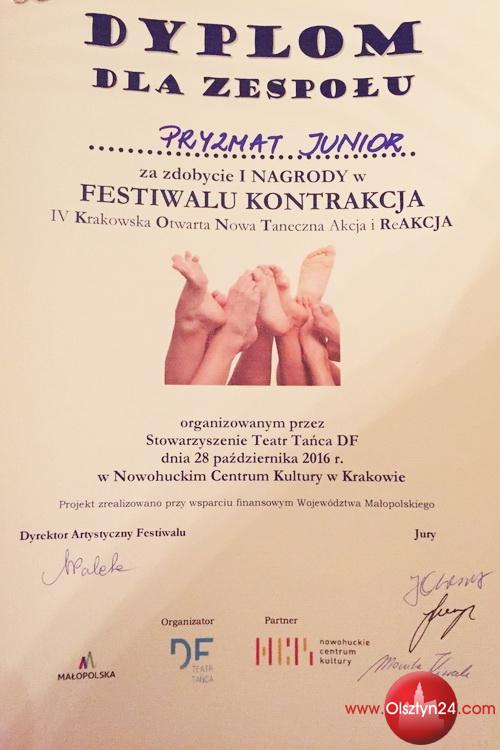 DYPLOM
DLA ZESPOŁU
PRYZMAT JUNIOR
za zdobycie I NAGRODY w
FESTIWALU KONTRAKCJA
IV Krakowska Otwarta Nowa Taneczna Akcja i ReAKCJA
organizowanym przez
Stowarzyszenie Teatr Tańca DF
dnia 28 października 2016 r.
w Nowohuckim Centrum Kultury w Krakowie
Projekt zrealizowano przy wsparciu finansowym Województwa Małopolskiego
Dyrektor Artystyczny Festiwalu
Jury
Organizator
Partner
MAŁOPOLSKA
DF
TEATR
TAŃCA
nowohuckie
centrum
kultury
Monika
www.Olsztyn24.com